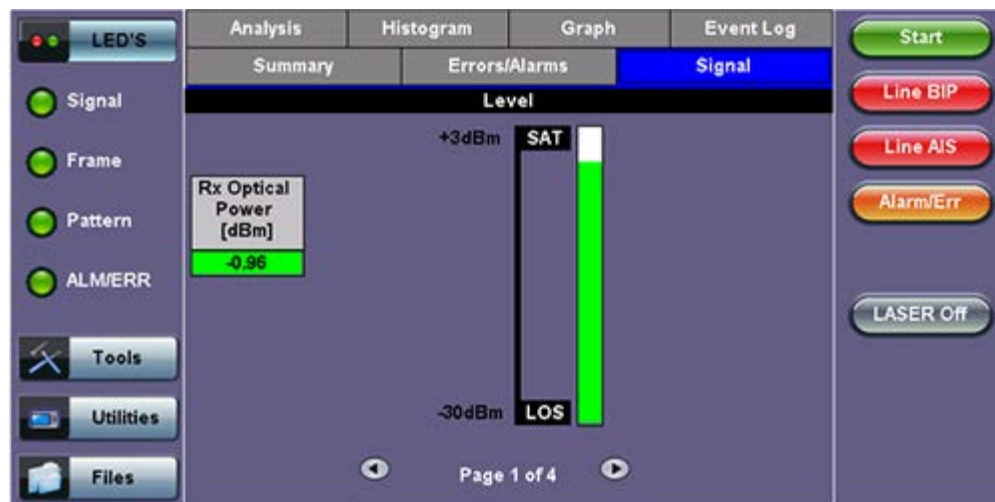 LED'S
Signal
Frame
Pattern
ALM/ERR
Tools
Utilities
Files
Analysis Histogram Graph Event Log
Summary Errors/Alarms Signal
Level
+3dBm SAT
Rx Optical
Power
[dBm]
-0.96
-30dBm LOS
Page 1 of 4
Start
Line BIP
Line AIS
Alarm/Err
LASER Off